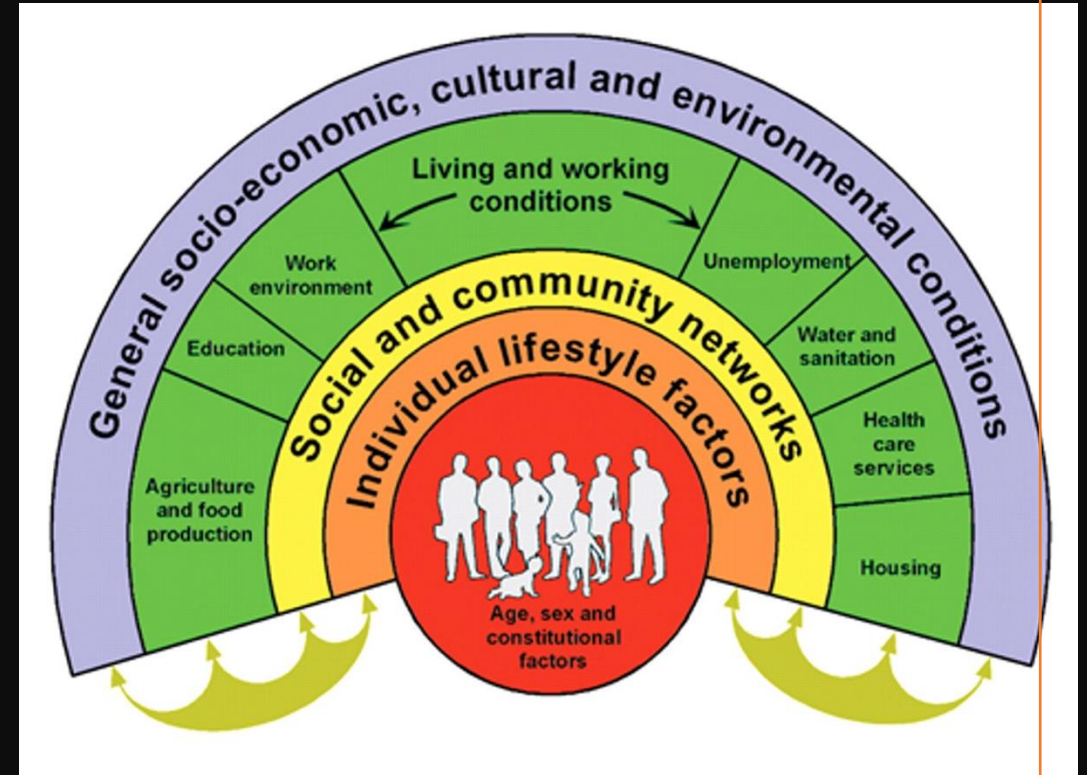 General socio-economic, cultural and environmental conditions
Living and working
conditions
Work
environment
Education
Agriculture
and food
production
Unemployment
Water and
sanitation
Health
care
services
Housing
Social and community networks
Individual lifestyle factors
Age, sex and
constitutional
factors